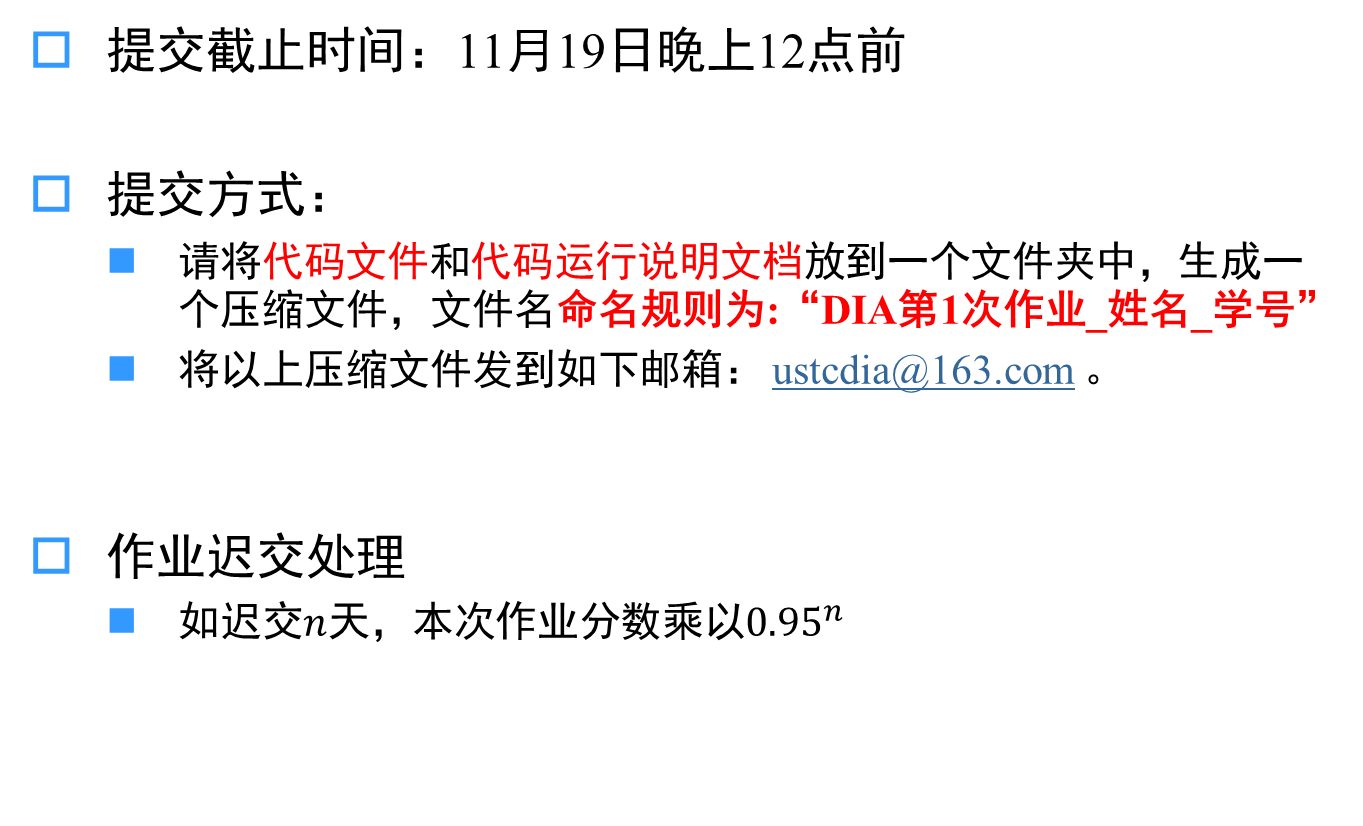 提交截止时间：11月19日晚上12点前
提交方式：
请将代码文件和代码运行说明文档放到一个文件夹中，生成一
个压缩文件，文件名命名规则为:“DIA第1次作业_姓名_学号”
将以上压缩文件发到如下邮箱： ustcdia@163.com 。
作业迟交处理
如迟交n天，本次作业分数乘以0.95ⁿ